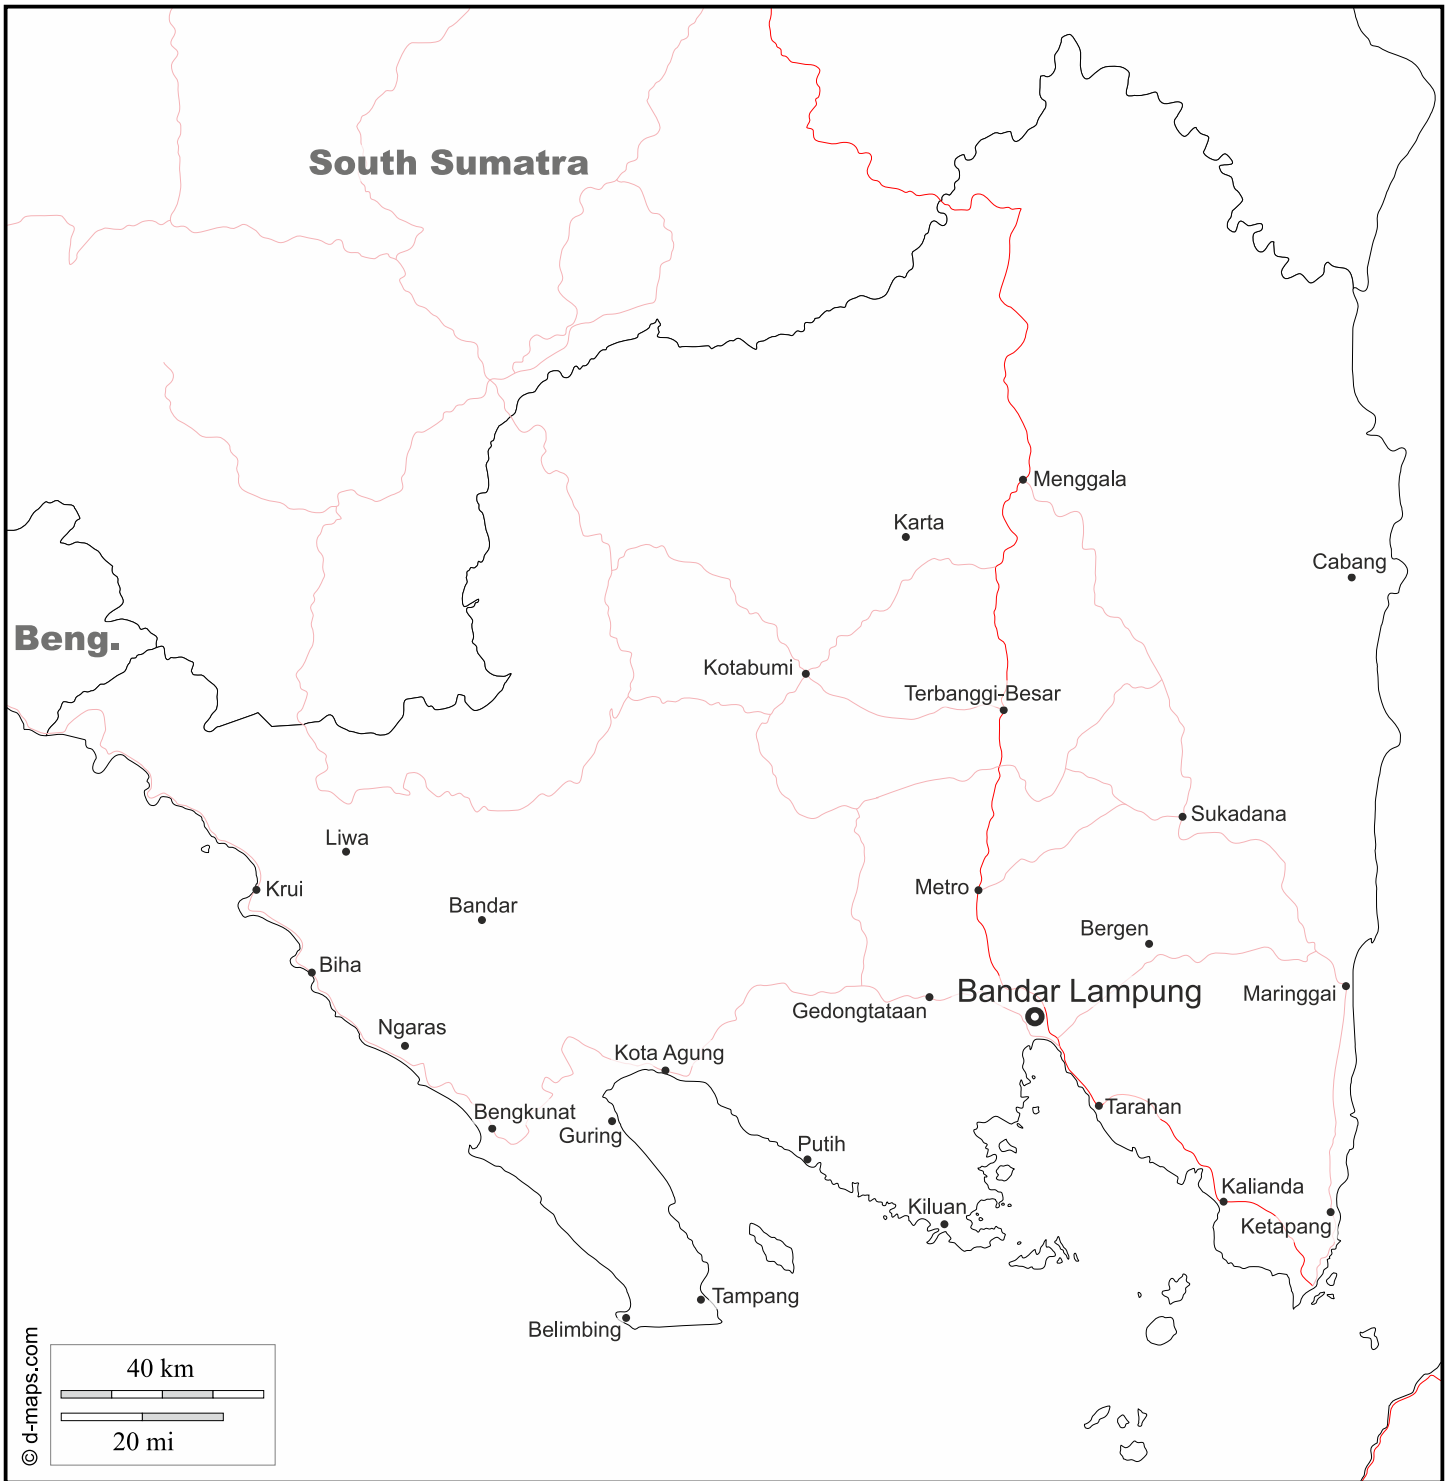 South Sumatra
Menggala
Karta
Cabang
Beng.
Kotabumi
Terbanggi-Besar
Sukadana
Liwa
Krui
Metro
Bandar
Bergen
Biha
Bandar Lampung
Maringgai
Gedongtataan
Ngaras
Kota Agung
Tarahan
Bengkunat
Guring
Putih
Kalianda
Kiluan
Ketapang
Tampang
Belimbing
© d-maps.com
40 km
20 mi